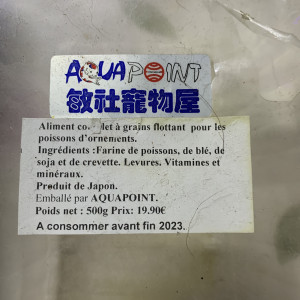 AQUA POINT
敏社寵物屋
Aliment co let à grains flottant pour les
poissons d'ornements.
Ingrédients :Farine de poissons, de blé, de
soja et de crevette. Levures. Vitamines et
minéraux.
Produit de Japon.
Emballé par AQUAPOINT.
Poids net : 500g Prix: 19.90€
A consommer avant fin 2023.